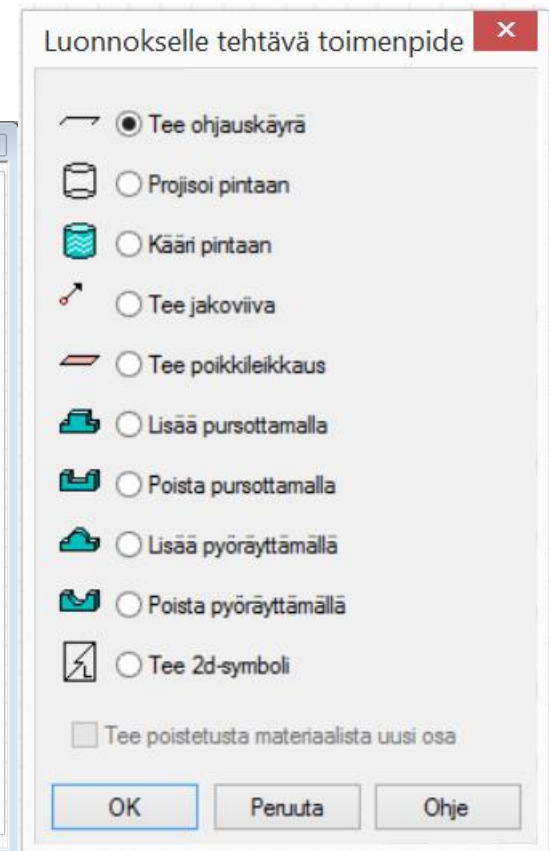 Luonnokselle tehtävä toimenpide
Tee ohjauskäyrä
Projisoi pintaan
Kääri pintaan
Tee jakoviiva
Tee poikkileikkaus
Lisää pursottamalla
Poista pursottamalla
Lisää pyöräyttämällä
Poista pyöräyttämällä
Tee 2d-symboli
Tee poistetusta materiaalista uusi osa
OK Peruuta Ohje